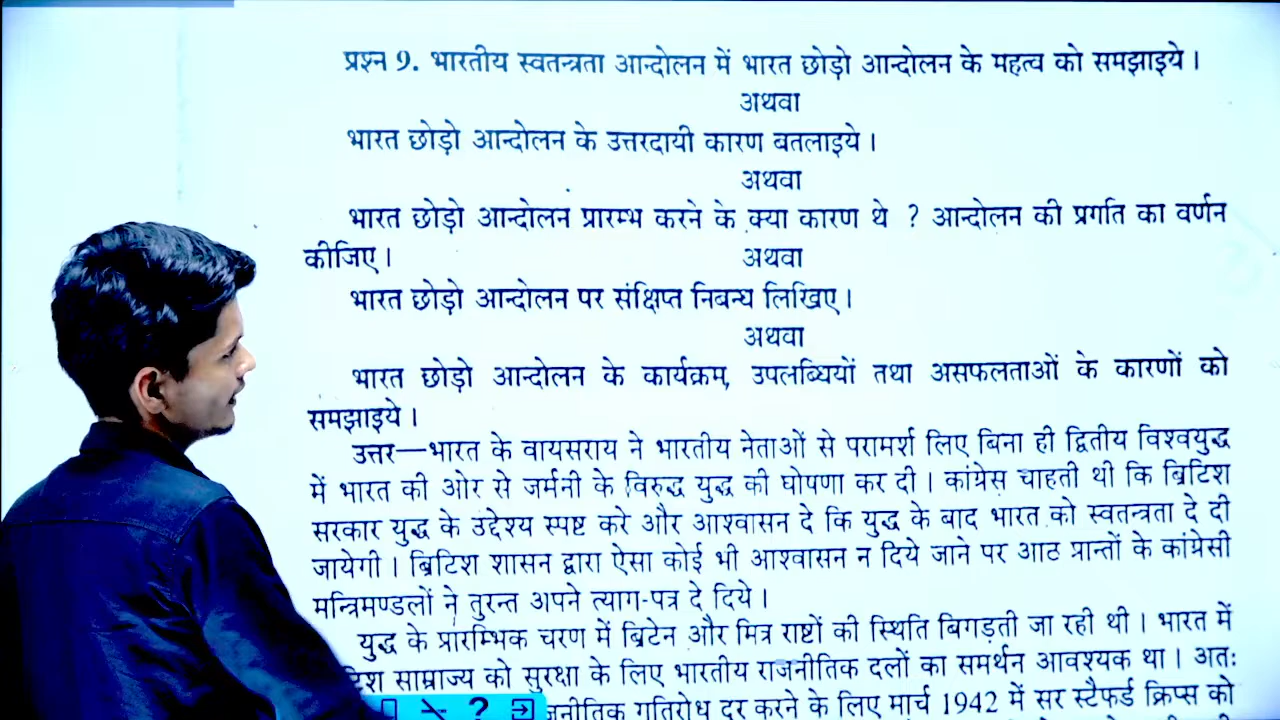 प्रश्न 9. भारतीय स्वतन्त्रता आन्दोलन में भारत छोड़ो आन्दोलन के महत्व को समझाइये।
अथवा
भारत छोड़ो आन्दोलन के उत्तरदायी कारण बतलाइये।
अथवा
भारत छोड़ो आन्दोलन प्रारम्भ करने के क्या कारण थे ? आन्दोलन की प्रगति का वर्णन
कीजिए।
अथवा
भारत छोड़ो आन्दोलन पर संक्षिप्त निबन्ध लिखिए।
अथवा
भारत छोड़ो आन्दोलन के कार्यक्रम, उपलब्धियों तथा असफलताओं के कारणों को
समझाइये।
उत्तर—भारत के वायसराय ने भारतीय नेताओं से परामर्श लिए बिना ही द्वितीय विश्वयुद्ध
में भारत की ओर से जर्मनी के विरुद्ध युद्ध की घोषणा कर दी। कांग्रेस चाहती थी कि ब्रिटिश
सरकार युद्ध के उद्देश्य स्पष्ट करे और आश्वासन दे कि युद्ध के बाद भारत को स्वतन्त्रता दे दी
जायेगी। ब्रिटिश शासन द्वारा ऐसा कोई भी आश्वासन न दिये जाने पर आठ प्रान्तों के कांग्रेसी
मन्त्रिमण्डलों ने तुरन्त अपने त्याग-पत्र दे दिये।
युद्ध के प्रारम्भिक चरण में ब्रिटेन और मित्र राष्टों की स्थिति बिगड़ती जा रही थी। भारत में
साम्राज्य को सुरक्षा के लिए भारतीय राजनीतिक दलों का समर्थन आवश्यक था। अतः
गतिरोध दूर करने के लिए मार्च 1942 में सर स्टैफर्ड क्रिप्स को